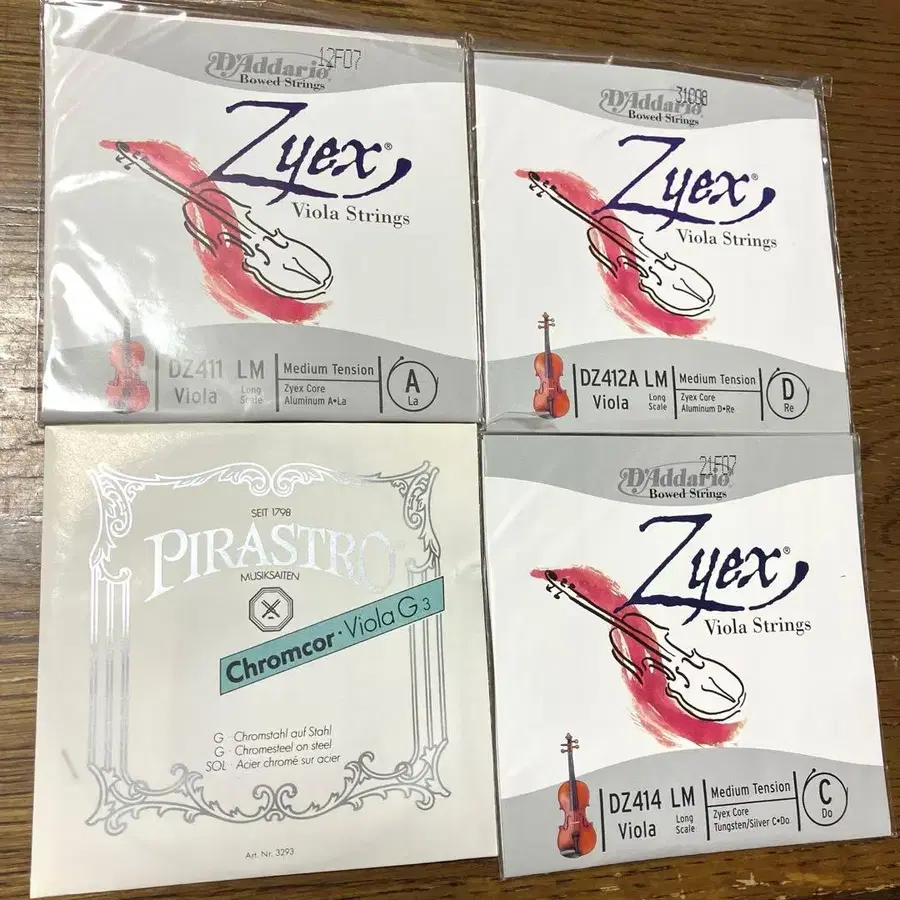 D'Addario
12F07
Bowed Strings
Zyex®
Viola Strings
DZ411 LM
Viola Long Scale
Medium Tension
Zyex Core
Aluminum A•La
A
La
D'Addario
31008
Bowed Strings
Zyex®
Viola Strings
DZ412A LM
Viola Long Scale
Medium Tension
Zyex Core
Aluminum D•Re
D
Re
SEIT 1798
PIRASTRO
MUSIKSAITEN
Chromcor · Viola G 3
G · Chromstahl auf Stahl
G · Chromesteel on steel
SOL · Acier chromé sur acier
Art. Nr. 3293
D'Addario
21F07
Bowed Strings
Zyex®
Viola Strings
DZ414 LM
Viola Long Scale
Medium Tension
Zyex Core
Tungsten/Silver C•Do
C
Do